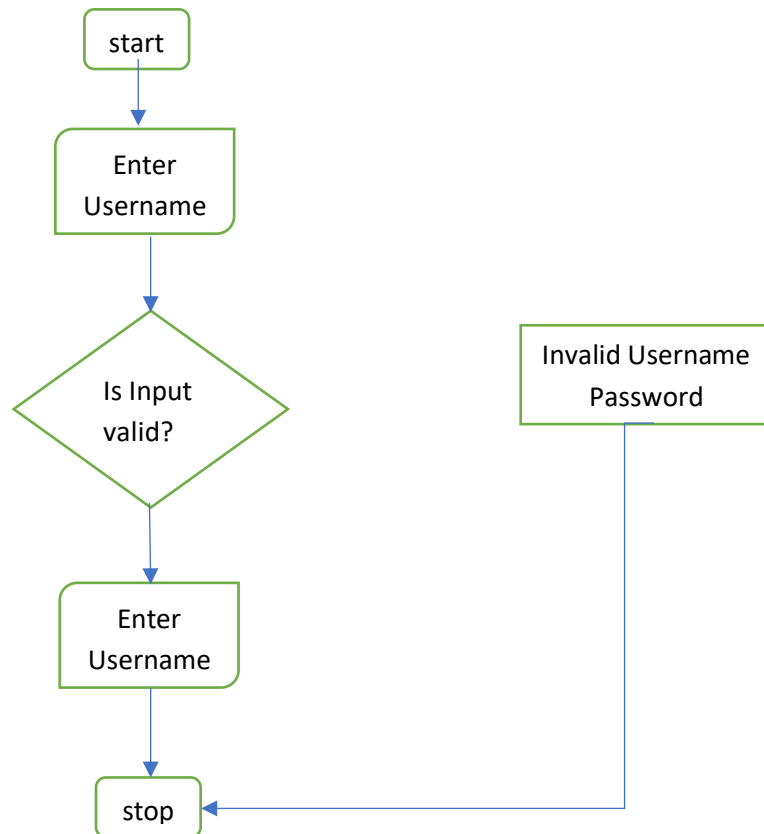 start
Enter
Username
Is Input
valid?
Invalid Username
Password
Enter
Username
stop